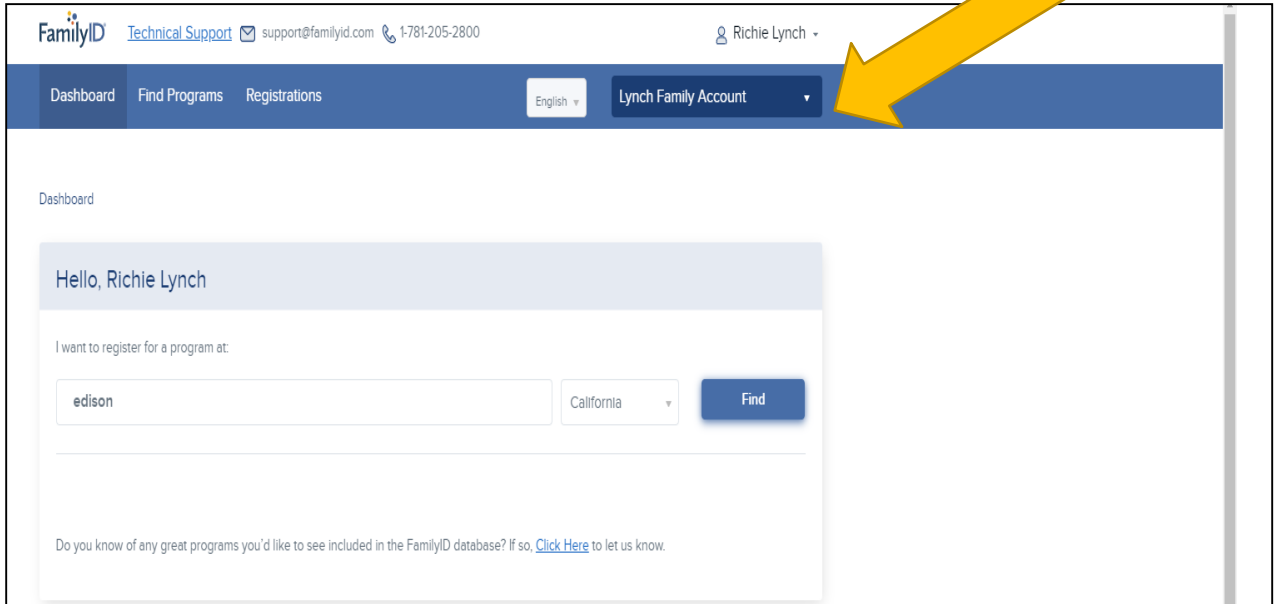 FamilyID Technical Support support@familyid.com 1-781-205-2800 Richie Lynch
Dashboard Find Programs Registrations English Lynch Family Account
Dashboard
Hello, Richie Lynch
I want to register for a program at:
edison California Find
Do you know of any great programs you'd like to see included in the FamilyID database? If so, Click Here to let us know.